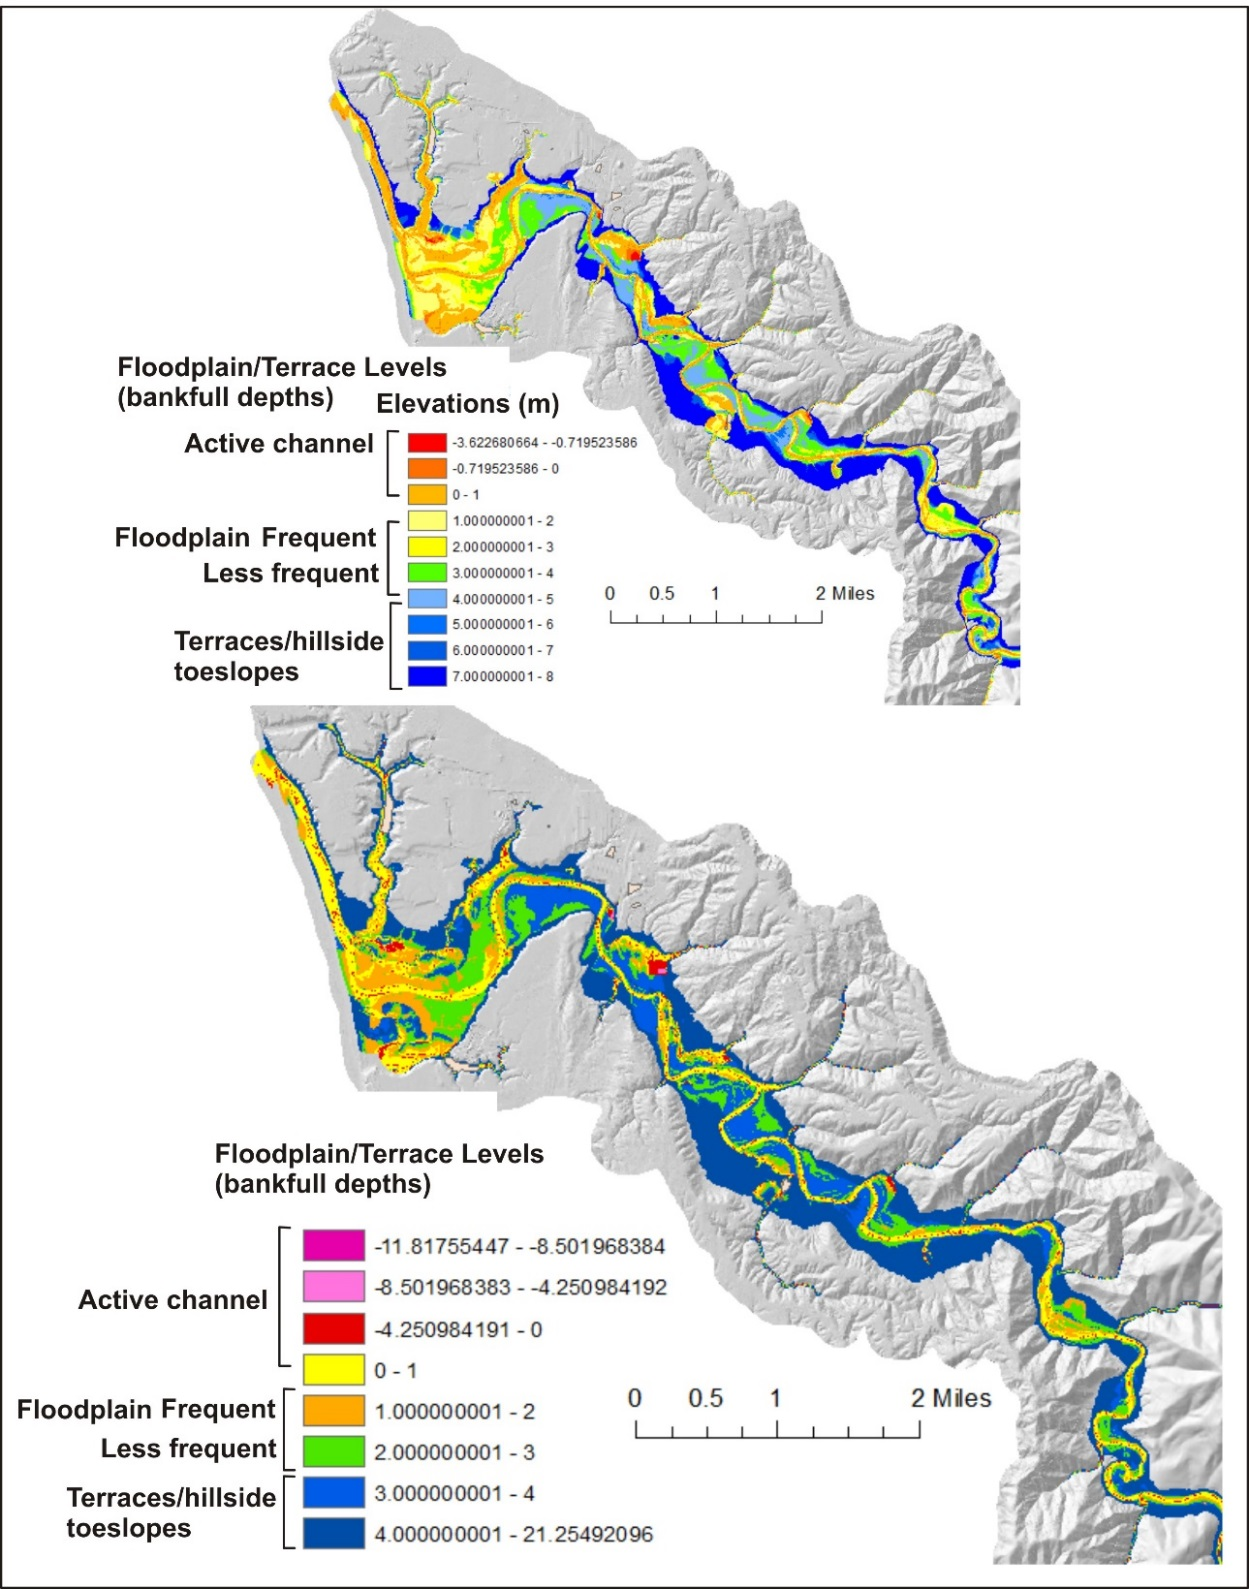 Floodplain/Terrace Levels
(bankfull depths)
Elevations (m)
Active channel
-3.622680664 - -0.719523586
-0.719523586 - 0
0 - 1
Floodplain Frequent
1.000000001 - 2
2.000000001 - 3
Less frequent
3.000000001 - 4
4.000000001 - 5
Terraces/hillside
toeslopes
5.000000001 - 6
6.000000001 - 7
7.000000001 - 8
0 0.5 1 2 Miles
Floodplain/Terrace Levels
(bankfull depths)
Active channel
-11.81755447 - -8.501968384
-8.501968383 - -4.250984192
-4.250984191 - 0
0 - 1
Floodplain Frequent
1.000000001 - 2
Less frequent
2.000000001 - 3
Terraces/hillside
toeslopes
3.000000001 - 4
4.000000001 - 21.25492096
0 0.5 1 2 Miles